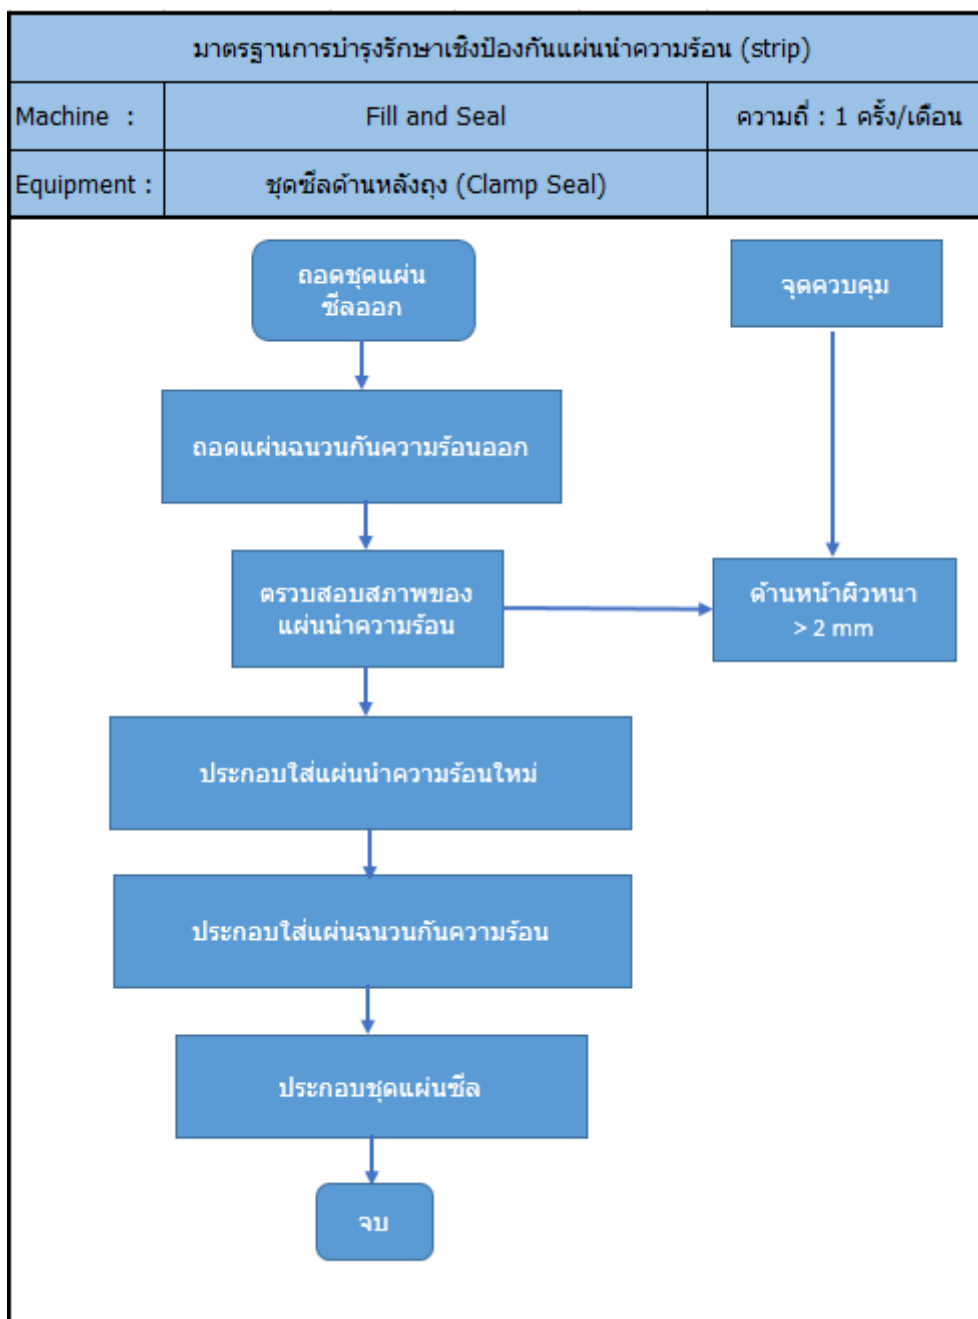 มาตรฐานการบำรุงรักษาเชิงป้องกันแผ่นนำความร้อน (strip)
Machine :
Fill and Seal
ความถี่ : 1 ครั้ง/เดือน
Equipment :
ชุดซีลด้านหลังถุง (Clamp Seal)
ถอดชุดแผ่น
ซีลออก
จุดควบคุม
ถอดแผ่นฉนวนกันความร้อนออก
ตรวบสอบสภาพของ
แผ่นนำความร้อน
ด้านหน้าผิวหนา
> 2 mm
ประกอบใส่แผ่นนำความร้อนใหม่
ประกอบใส่แผ่นฉนวนกันความร้อน
ประกอบชุดแผ่นซีล
จบ